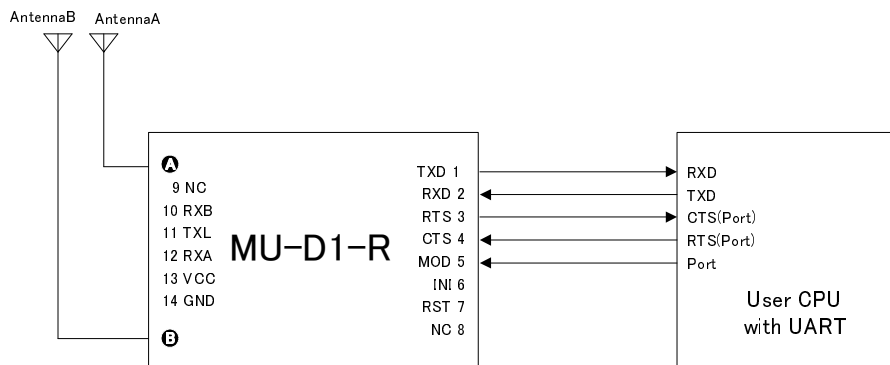 AntennaB
AntennaA
A
9 NC
10 RXB
11 TXL
12 RXA
13 VCC
14 GND
B
MU-D1-R
TXD 1
RXD 2
RTS 3
CTS 4
MOD 5
INI 6
RST 7
NC 8
RXD
TXD
CTS(Port)
RTS(Port)
Port
User CPU
with UART